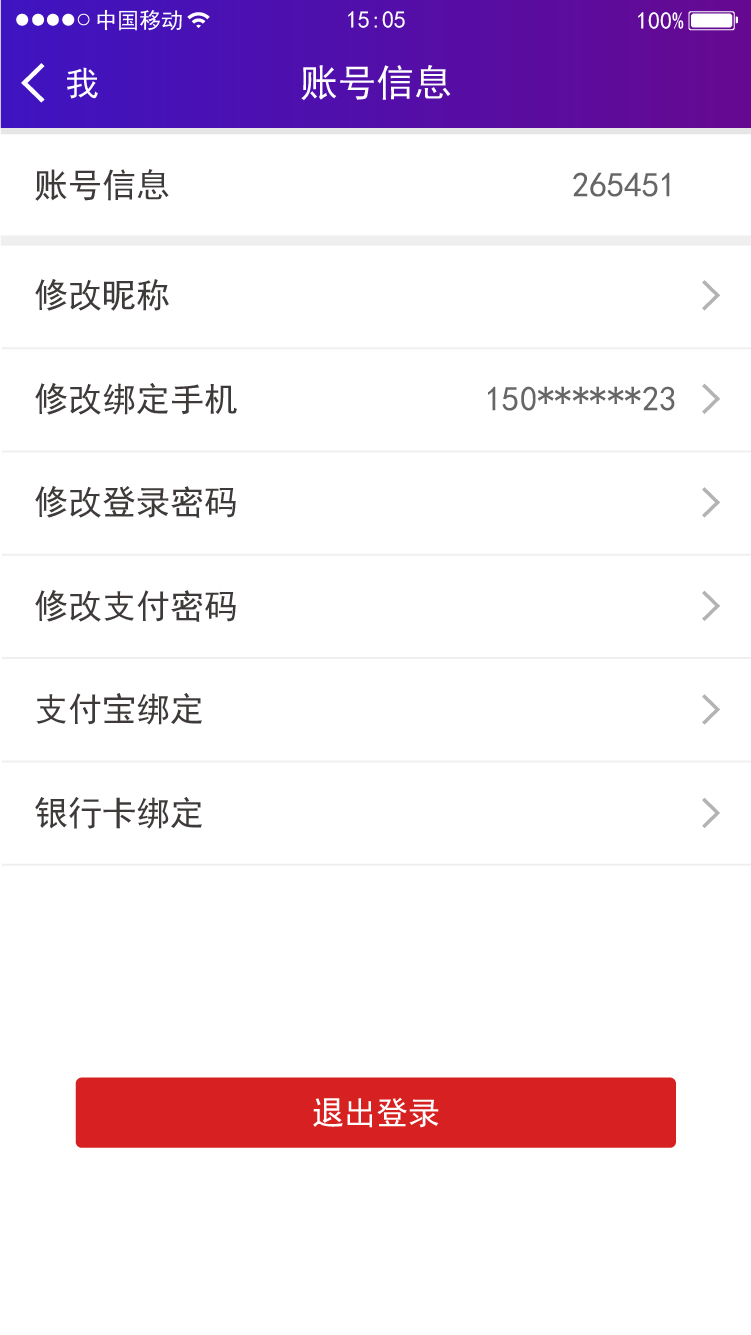 中国移动 15:05 100%
我 账号信息
账号信息 265451
修改昵称
修改绑定手机 150******23
修改登录密码
修改支付密码
支付宝绑定
银行卡绑定
退出登录